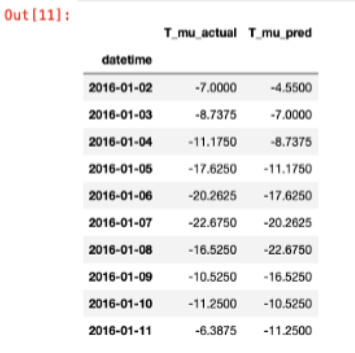 Out[11]:
T_mu_actual T_mu_pred
datetime
2016-01-02 -7.0000 -4.5500
2016-01-03 -8.7375 -7.0000
2016-01-04 -11.1750 -8.7375
2016-01-05 -17.6250 -11.1750
2016-01-06 -20.2625 -17.6250
2016-01-07 -22.6750 -20.2625
2016-01-08 -16.5250 -22.6750
2016-01-09 -10.5250 -16.5250
2016-01-10 -11.2500 -10.5250
2016-01-11 -6.3875 -11.2500